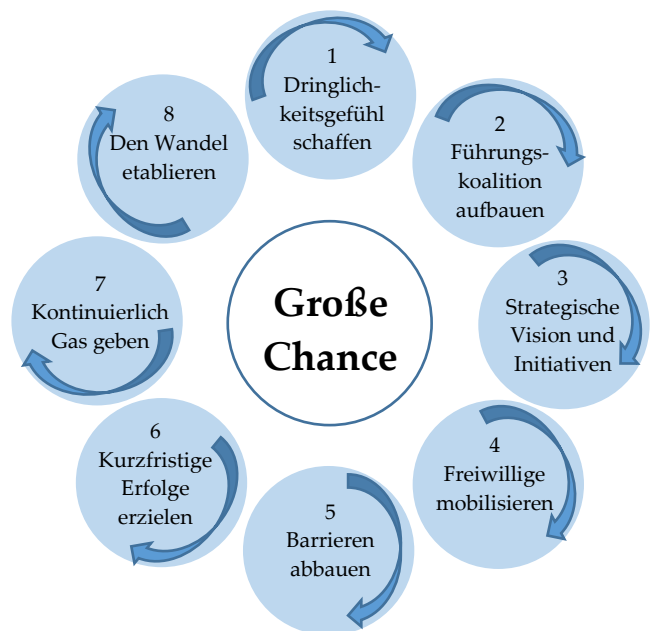 1
Dringlich-
keitsgefühl
schaffen
2
Führungs-
koalition
aufbauen
3
Strategische
Vision und
Initiativen
4
Freiwillige
mobilisieren
5
Barrieren
abbauen
6
Kurzfristige
Erfolge
erzielen
7
Kontinuierlich
Gas geben
8
Den Wandel
etablieren
Große
Chance